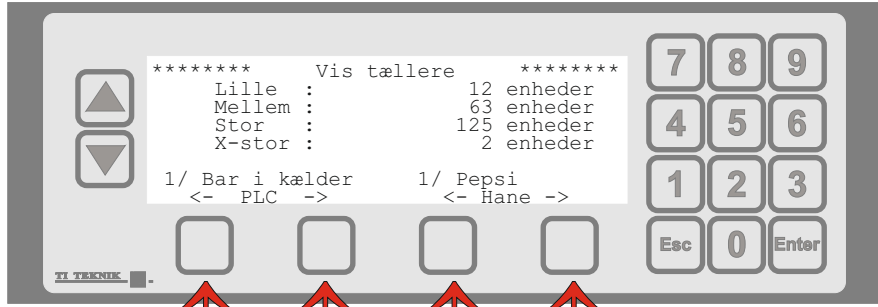 ******** Vis tællere ********
Lille : 12 enheder
Mellem : 63 enheder
Stor : 125 enheder
X-stor : 2 enheder
1/ Bar i kælder 1/ Pepsi
<- PLC -> <- Hane ->
7 8 9
4 5 6
1 2 3
Esc 0 Enter
TI TEKNIK